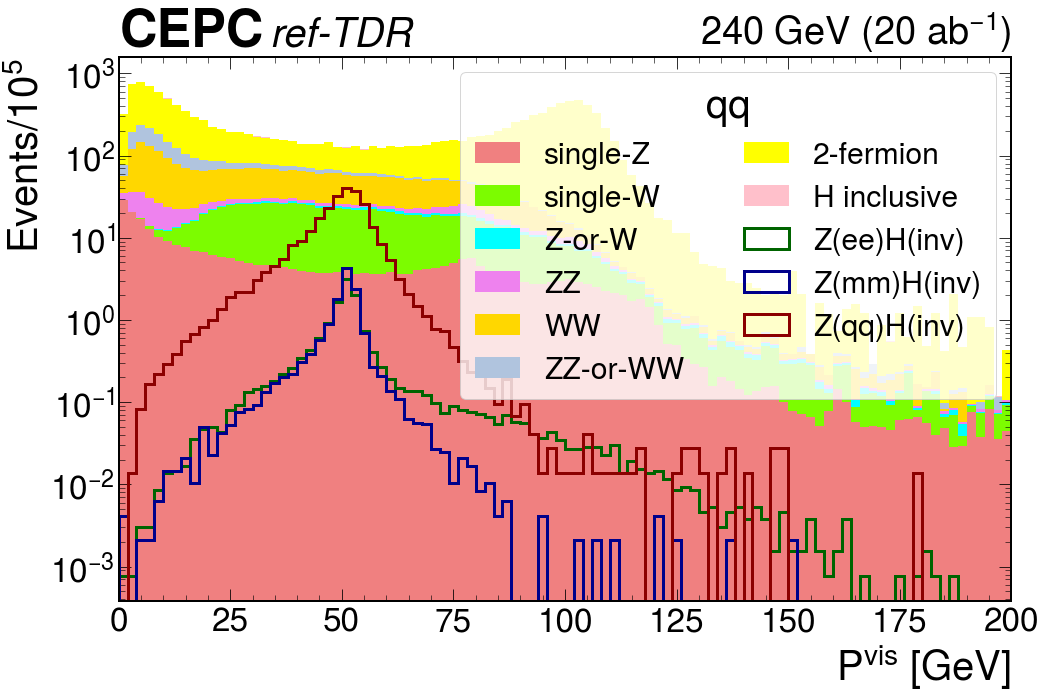 CEPC ref-TDR 240 GeV (20 ab⁻¹)
Events/10⁵
10³
10²
10¹
10⁰
10⁻¹
10⁻²
10⁻³
qq
single-Z
single-W
Z-or-W
ZZ
WW
ZZ-or-WW
2-fermion
H inclusive
Z(ee)H(inv)
Z(mm)H(inv)
Z(qq)H(inv)
0 25 50 75 100 125 150 175 200
Pᵛⁱˢ [GeV]